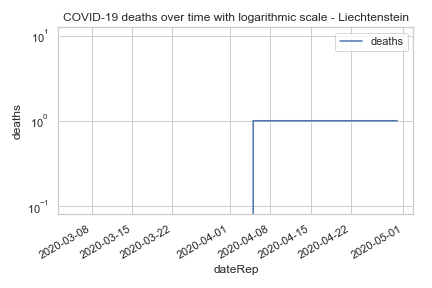 COVID-19 deaths over time with logarithmic scale - Liechtenstein
deaths
10¹
10⁰
10⁻¹
deaths
2020-03-08
2020-03-15
2020-03-22
2020-04-01
2020-04-08
2020-04-15
2020-04-22
2020-05-01
dateRep